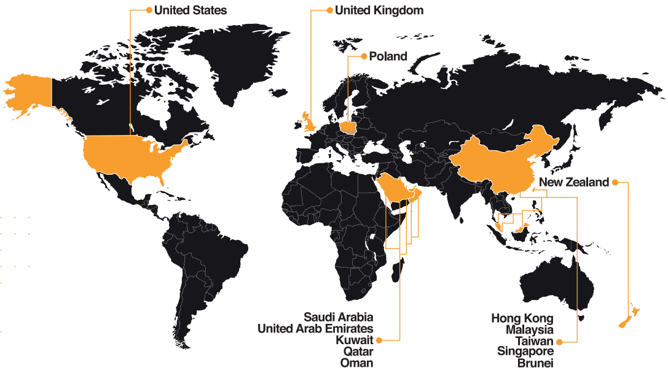 United States
United Kingdom
Poland
New Zealand
Saudi Arabia
United Arab Emirates
Kuwait
Qatar
Oman
Hong Kong
Malaysia
Taiwan
Singapore
Brunei